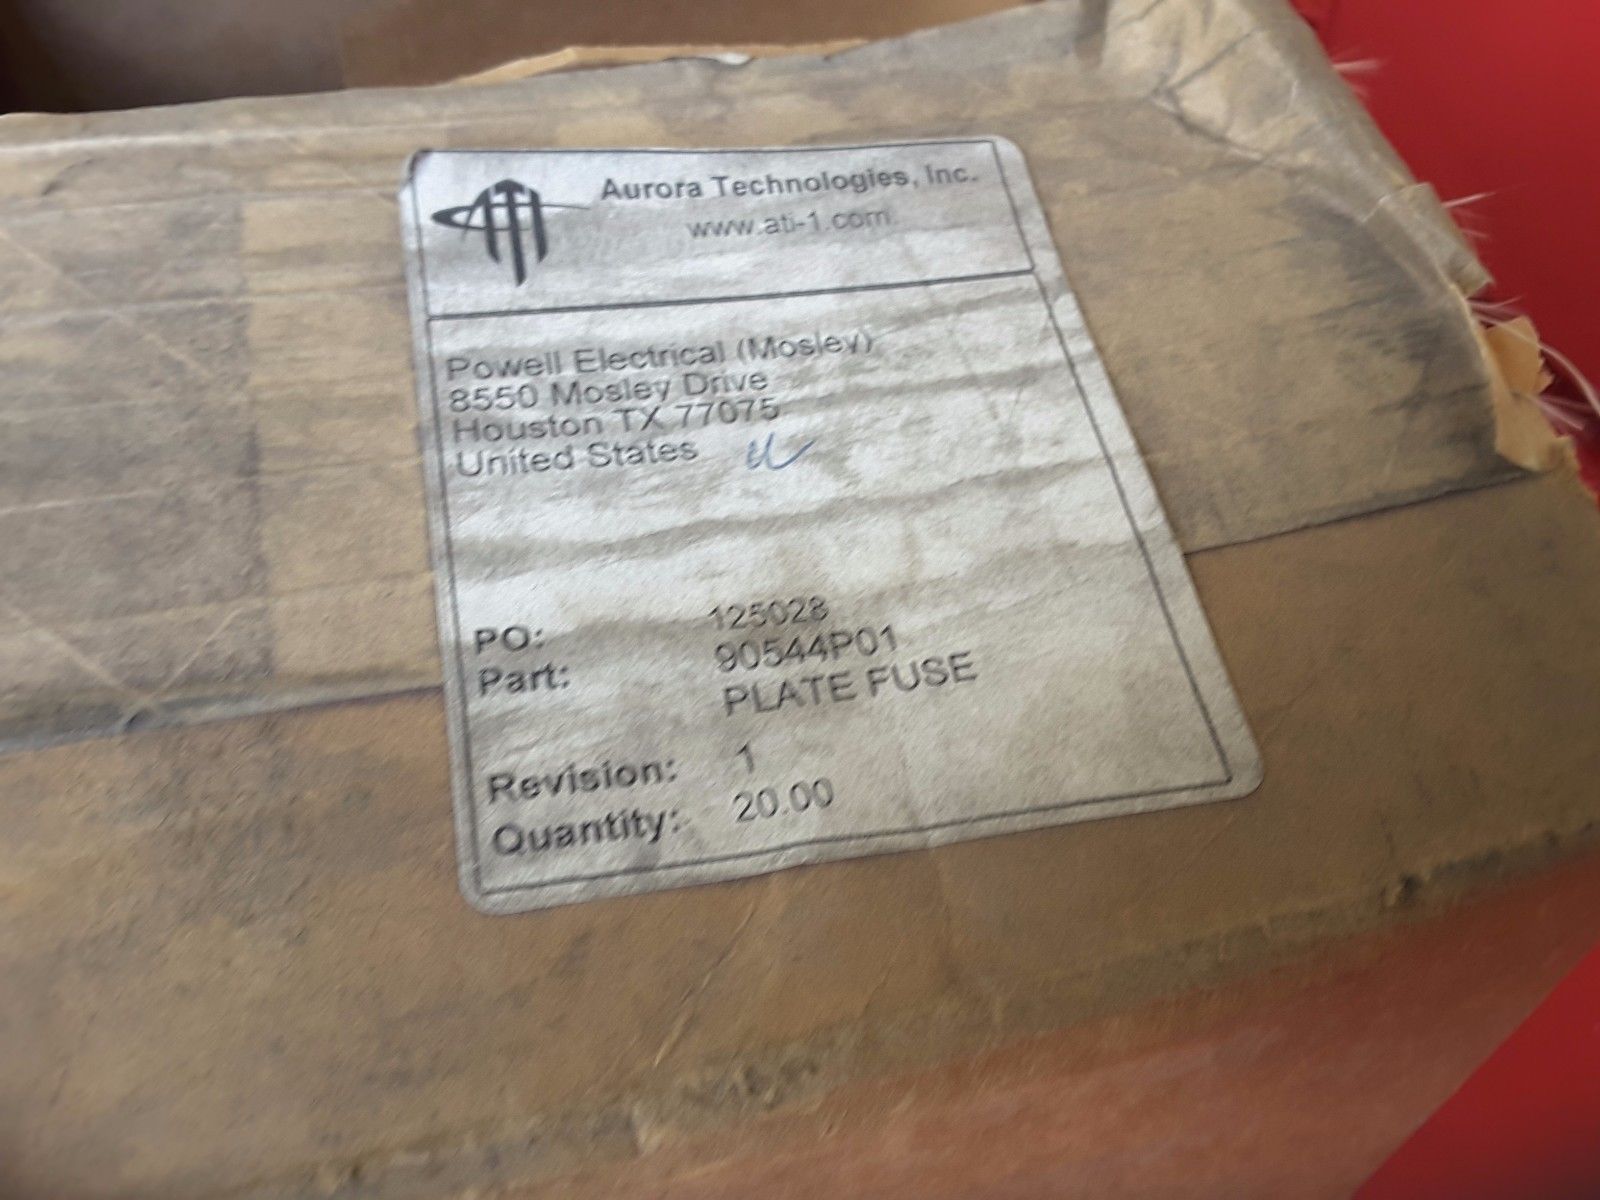 ATI Aurora Technologies, Inc.
www.ati-1.com
Powell Electrical (Mosley)
8550 Mosley Drive
Houston TX 77075
United States
PO: 125028
Part: 90544P01
PLATE FUSE
Revision: 1
Quantity: 20.00